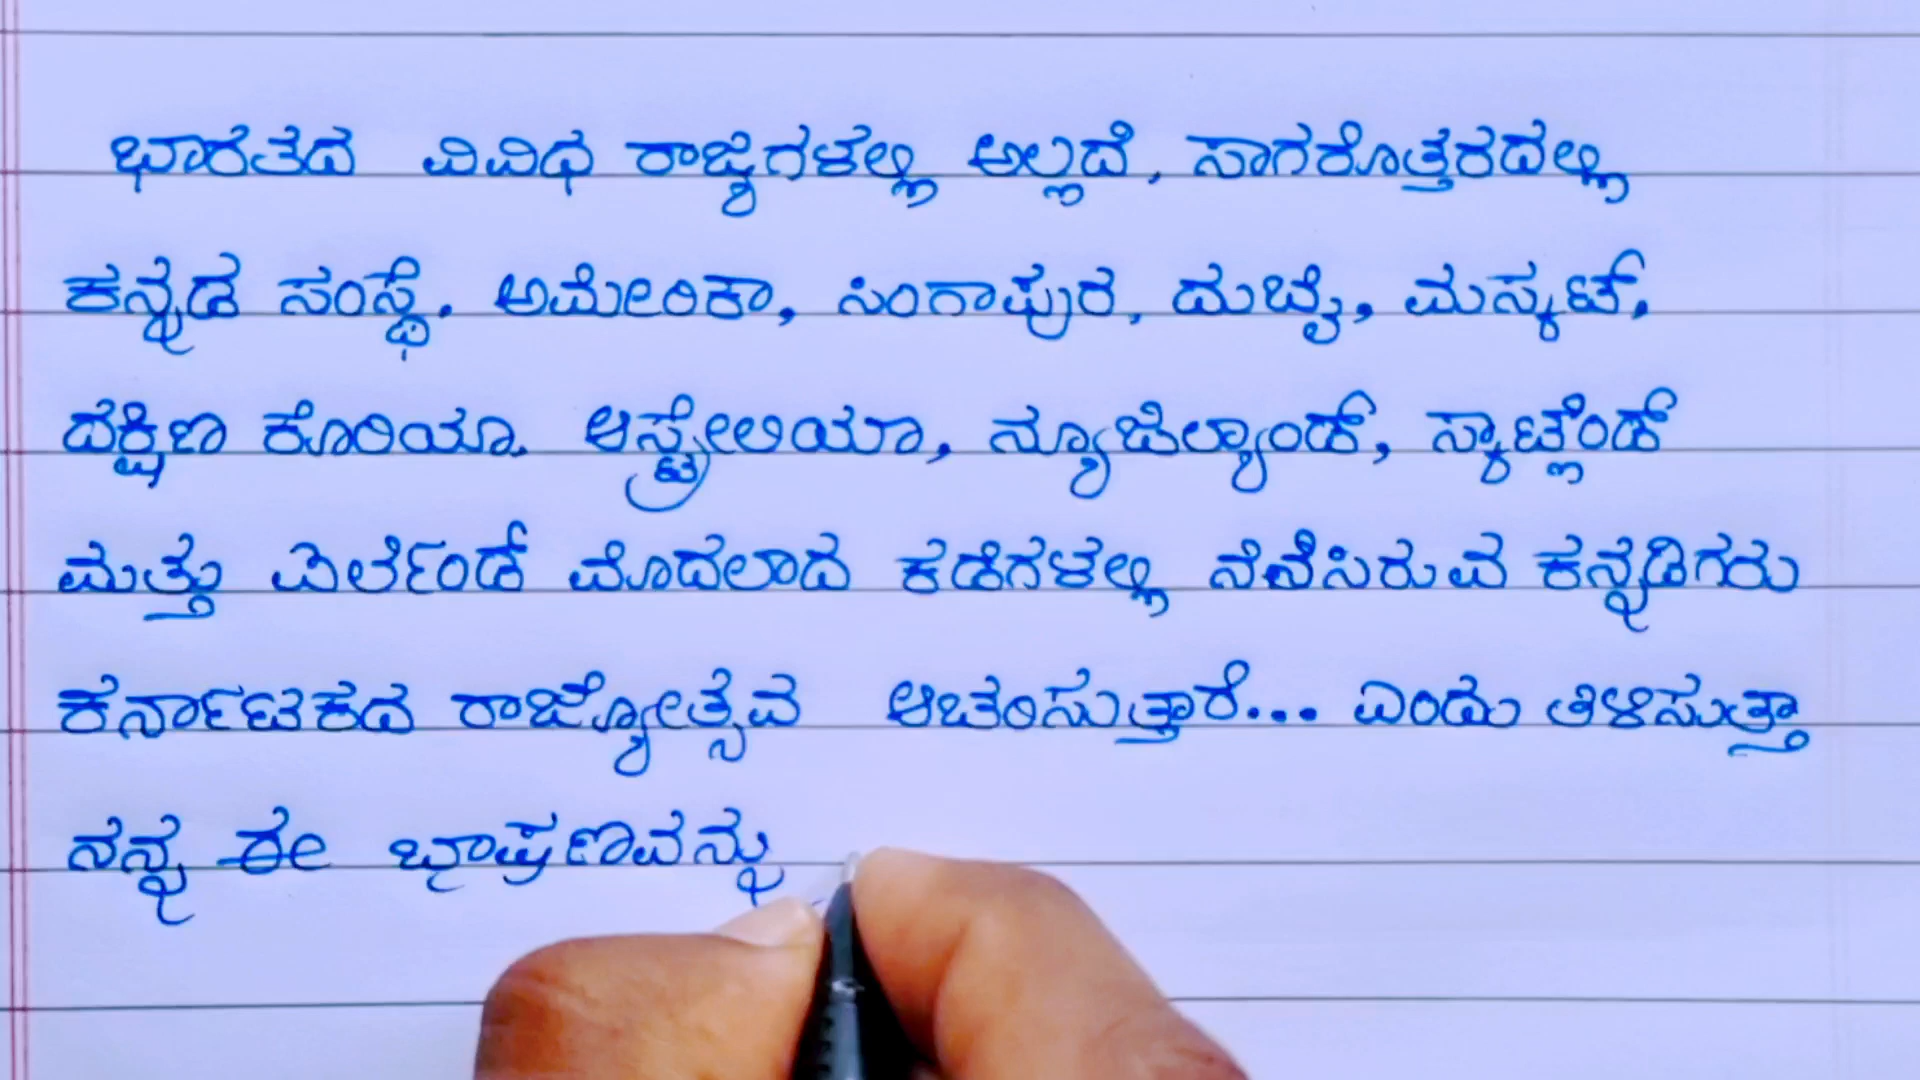 ಭಾರತದ ವಿವಿಧ ರಾಜ್ಯಗಳಲ್ಲಿ ಅಲ್ಲದೆ, ಸಾಗರೊತ್ತರದಲ್ಲಿ
ಕನ್ನಡ ಸಂಸ್ಥೆ. ಅಮೇರಿಕಾ, ಸಿಂಗಾಪುರ, ದುಬೈ, ಮಸ್ಕಟ್,
ದಕ್ಷಿಣ ಕೊರಿಯಾ. ಆಸ್ಟ್ರೇಲಿಯಾ, ನ್ಯೂಜಿಲ್ಯಾಂಡ್, ಸ್ಕಾಟ್ಲೆಂಡ್
ಮತ್ತು ಐರ್ಲೆಂಡ್ ಮೊದಲಾದ ಕಡೆಗಳಲ್ಲಿ ನೆನೆಸಿರುವ ಕನ್ನಡಿಗರು
ಕರ್ನಾಟಕದ ರಾಜ್ಯೋತ್ಸವ ಆಚರಿಸುತ್ತಾರೆ... ಎಂದು ತಿಳಿಸುತ್ತಾ
ನನ್ನ ಈ ಭಾಷಣವನ್ನು